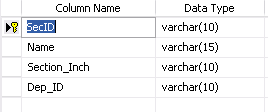 Column Name Data Type
SecID varchar(10)
Name varchar(15)
Section_Inch varchar(10)
Dep_ID varchar(10)